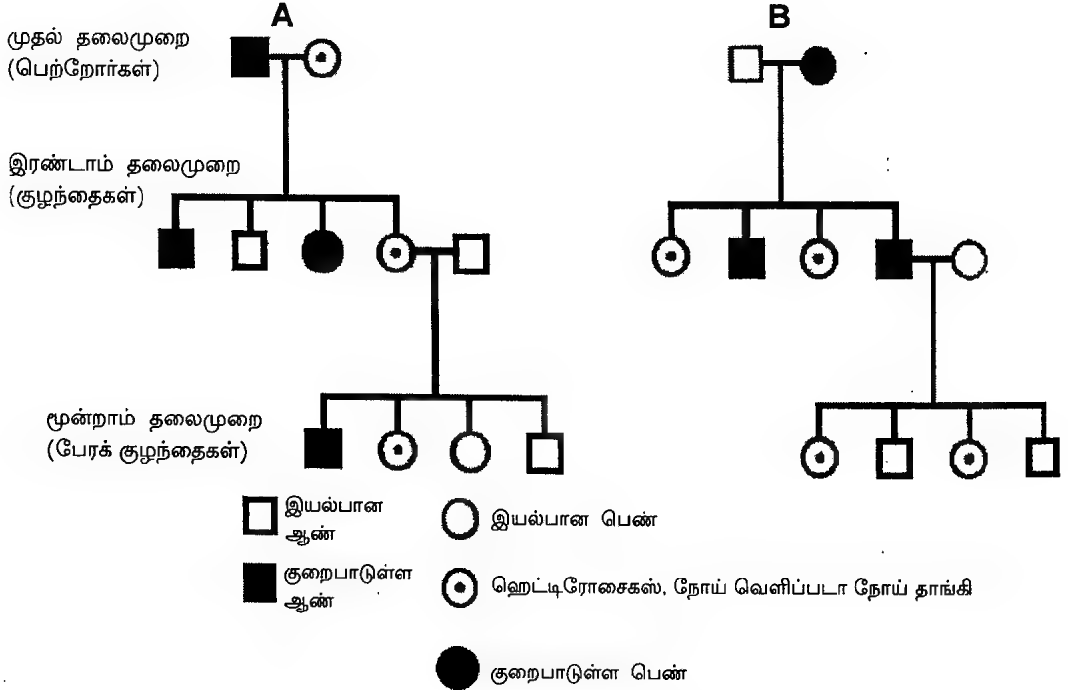 A
B
முதல் தலைமுறை
(பெற்றோர்கள்)
இரண்டாம் தலைமுறை
(குழந்தைகள்)
மூன்றாம் தலைமுறை
(பேரக் குழந்தைகள்)
இயல்பான
ஆண்
இயல்பான பெண்
குறைபாடுள்ள
ஆண்
ஹெட்டிரோசைகஸ், நோய் வெளிப்படா நோய் தாங்கி
குறைபாடுள்ள பெண்